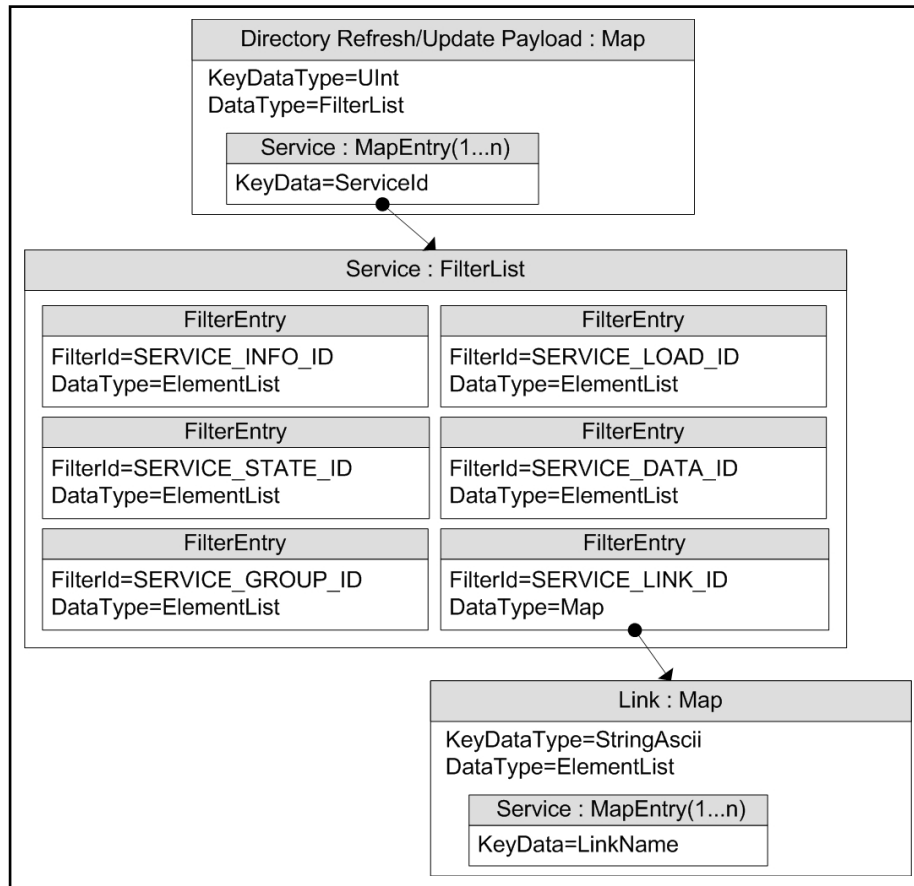 Directory Refresh/Update Payload : Map
KeyDataType=UInt
DataType=FilterList
Service : MapEntry(1...n)
KeyData=ServiceId
Service : FilterList
FilterEntry
FilterId=SERVICE_INFO_ID
DataType=ElementList
FilterEntry
FilterId=SERVICE_LOAD_ID
DataType=ElementList
FilterEntry
FilterId=SERVICE_STATE_ID
DataType=ElementList
FilterEntry
FilterId=SERVICE_DATA_ID
DataType=ElementList
FilterEntry
FilterId=SERVICE_GROUP_ID
DataType=ElementList
FilterEntry
FilterId=SERVICE_LINK_ID
DataType=Map
Link : Map
KeyDataType=StringAscii
DataType=ElementList
Service : MapEntry(1...n)
KeyData=LinkName